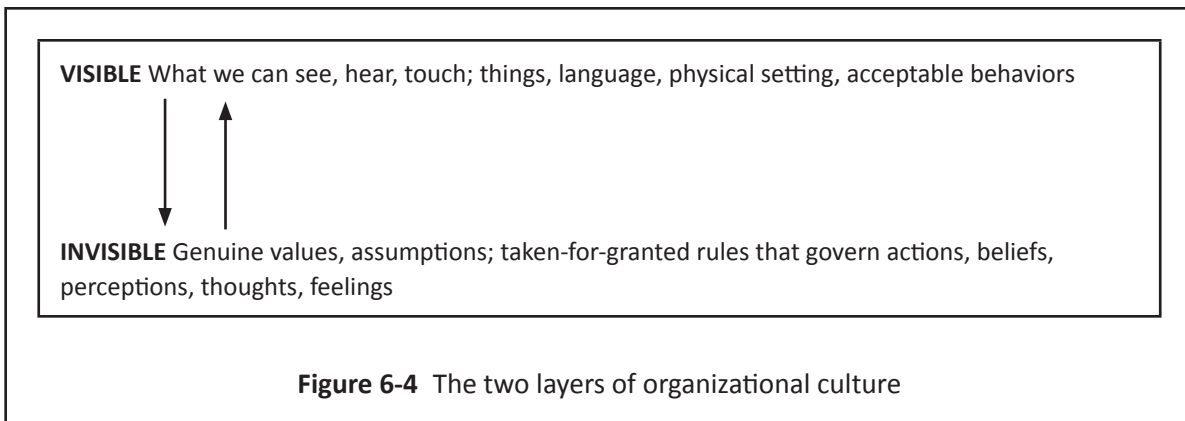 VISIBLE What we can see, hear, touch; things, language, physical setting, acceptable behaviors
INVISIBLE Genuine values, assumptions; taken-for-granted rules that govern actions, beliefs,
perceptions, thoughts, feelings
Figure 6-4 The two layers of organizational culture